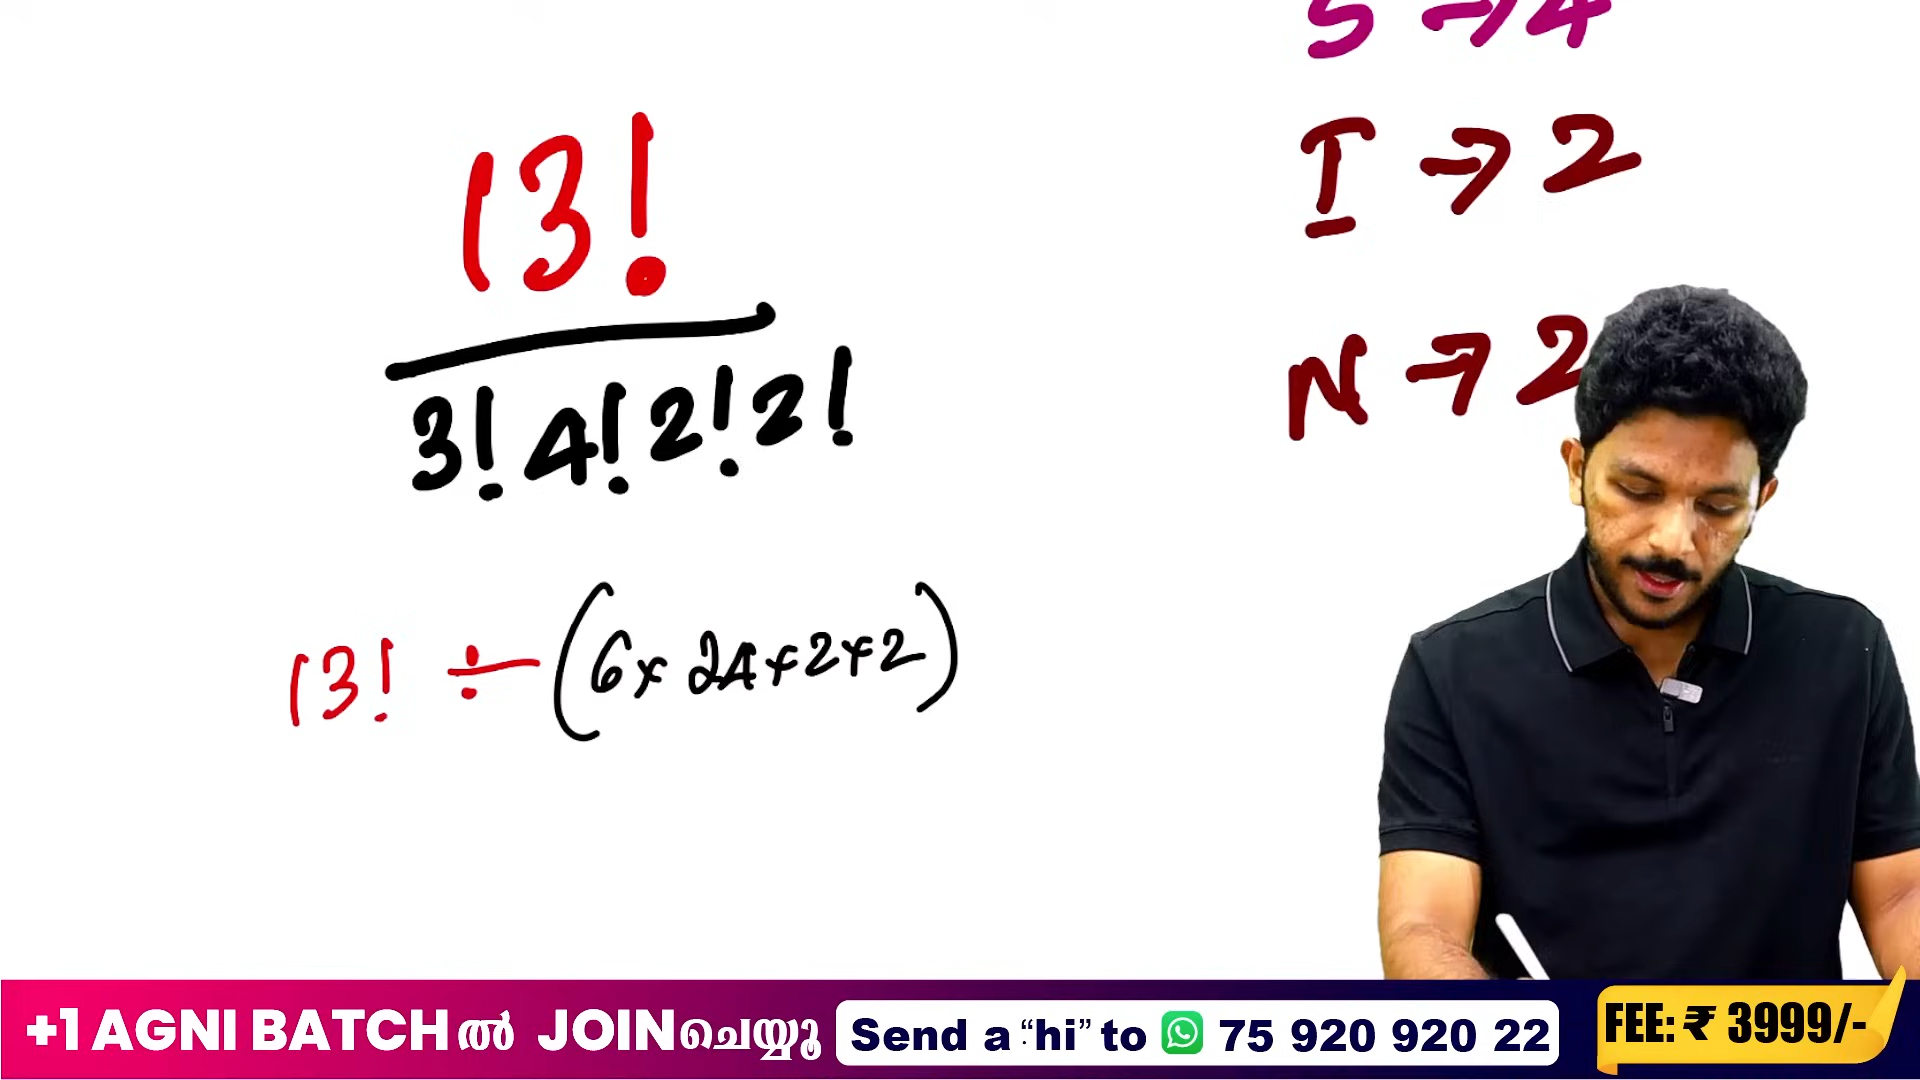 S → 4
I → 2
N → 2
13!
3! 4! 2! 2!
13! ÷ (6 × 24 × 2 × 2)
+1 AGNI BATCH ൽ JOIN ചെയ്യൂ
Send a “hi” to 75 920 920 22
FEE: ₹ 3999/-